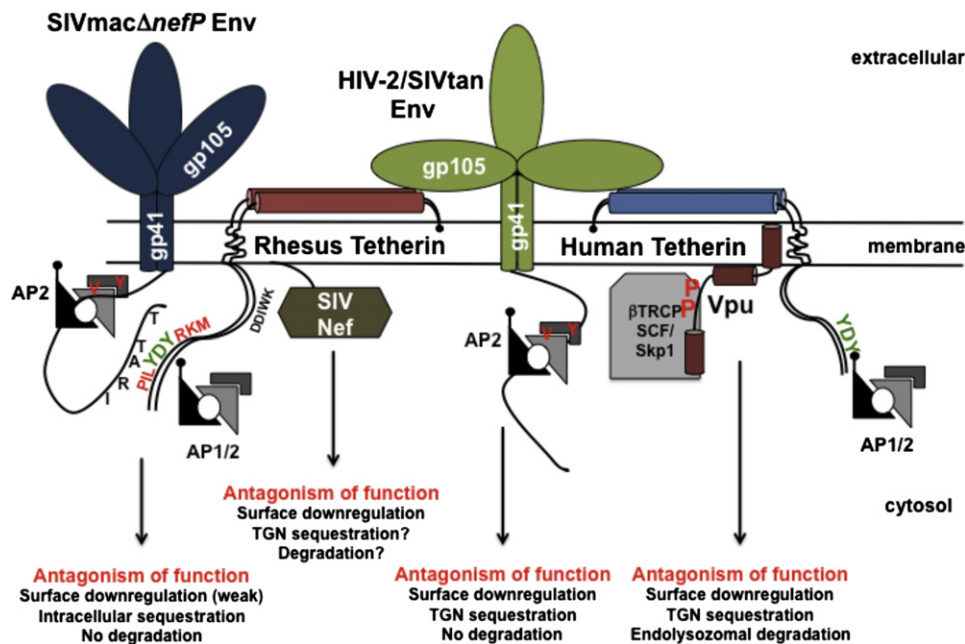 SIVmacΔnefP Env
extracellular
HIV-2/SIVtan
Env
gp105
gp105
gp41
gp41
Rhesus Tetherin
Human Tetherin
membrane
AP2
V Y
SIV
Nef
DDIWK
T
T
A
R
I
PILYDYRKM
AP1/2
AP2
V Y
βTRCP
SCF/
Skp1
P
P
Vpu
YDY
AP1/2
cytosol
Antagonism of function
Surface downregulation
TGN sequestration?
Degradation?
Antagonism of function
Surface downregulation (weak)
Intracellular sequestration
No degradation
Antagonism of function
Surface downregulation
TGN sequestration
No degradation
Antagonism of function
Surface downregulation
TGN sequestration
Endolysozomal degradation